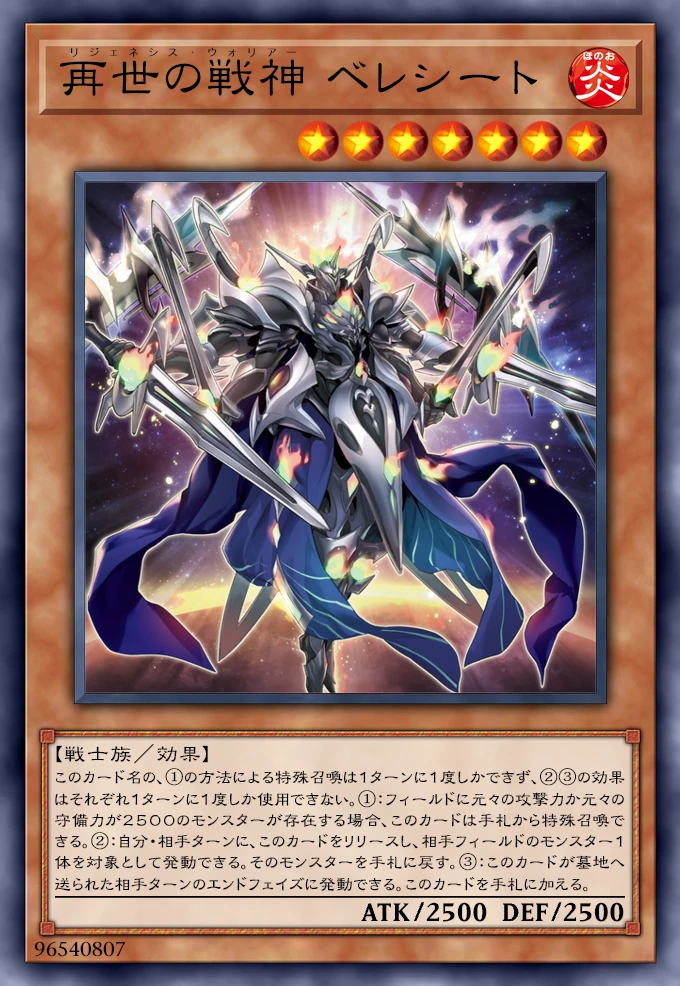 リジェネシス・ウォリアー
再世の戦神 ベレシート
ほのお
炎
【戦士族／効果】
このカード名の、①の方法による特殊召喚は１ターンに１度しかできず、②③の効果
はそれぞれ１ターンに１度しか使用できない。①：フィールドに元々の攻撃力か元々の
守備力が２５００のモンスターが存在する場合、このカードは手札から特殊召喚で
きる。②：自分・相手ターンに、このカードをリリースし、相手フィールドのモンスター１
体を対象として発動できる。そのモンスターを手札に戻す。③：このカードが墓地へ
送られた相手ターンのエンドフェイズに発動できる。このカードを手札に加える。
ATK/2500 DEF/2500
96540807